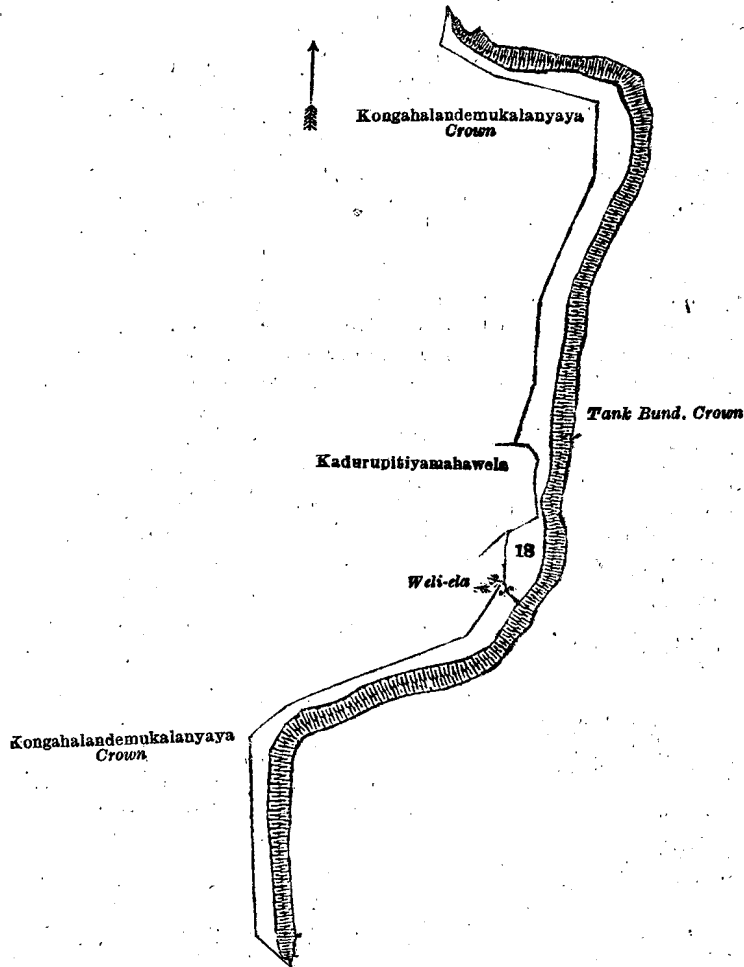 Kongahalandemukalanyaya
Crown
Tank Bund. Crown
Kadurupitiyamahawela
18
Weli-ela
Kongahalandemukalanyaya
Crown